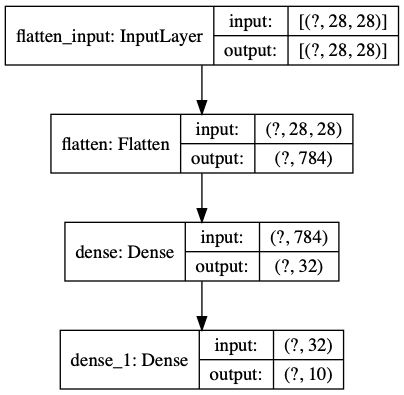 flatten_input: InputLayer
input:
[(?, 28, 28)]
output:
[(?, 28, 28)]
flatten: Flatten
input:
(?, 28, 28)
output:
(?, 784)
dense: Dense
input:
(?, 784)
output:
(?, 32)
dense_1: Dense
input:
(?, 32)
output:
(?, 10)